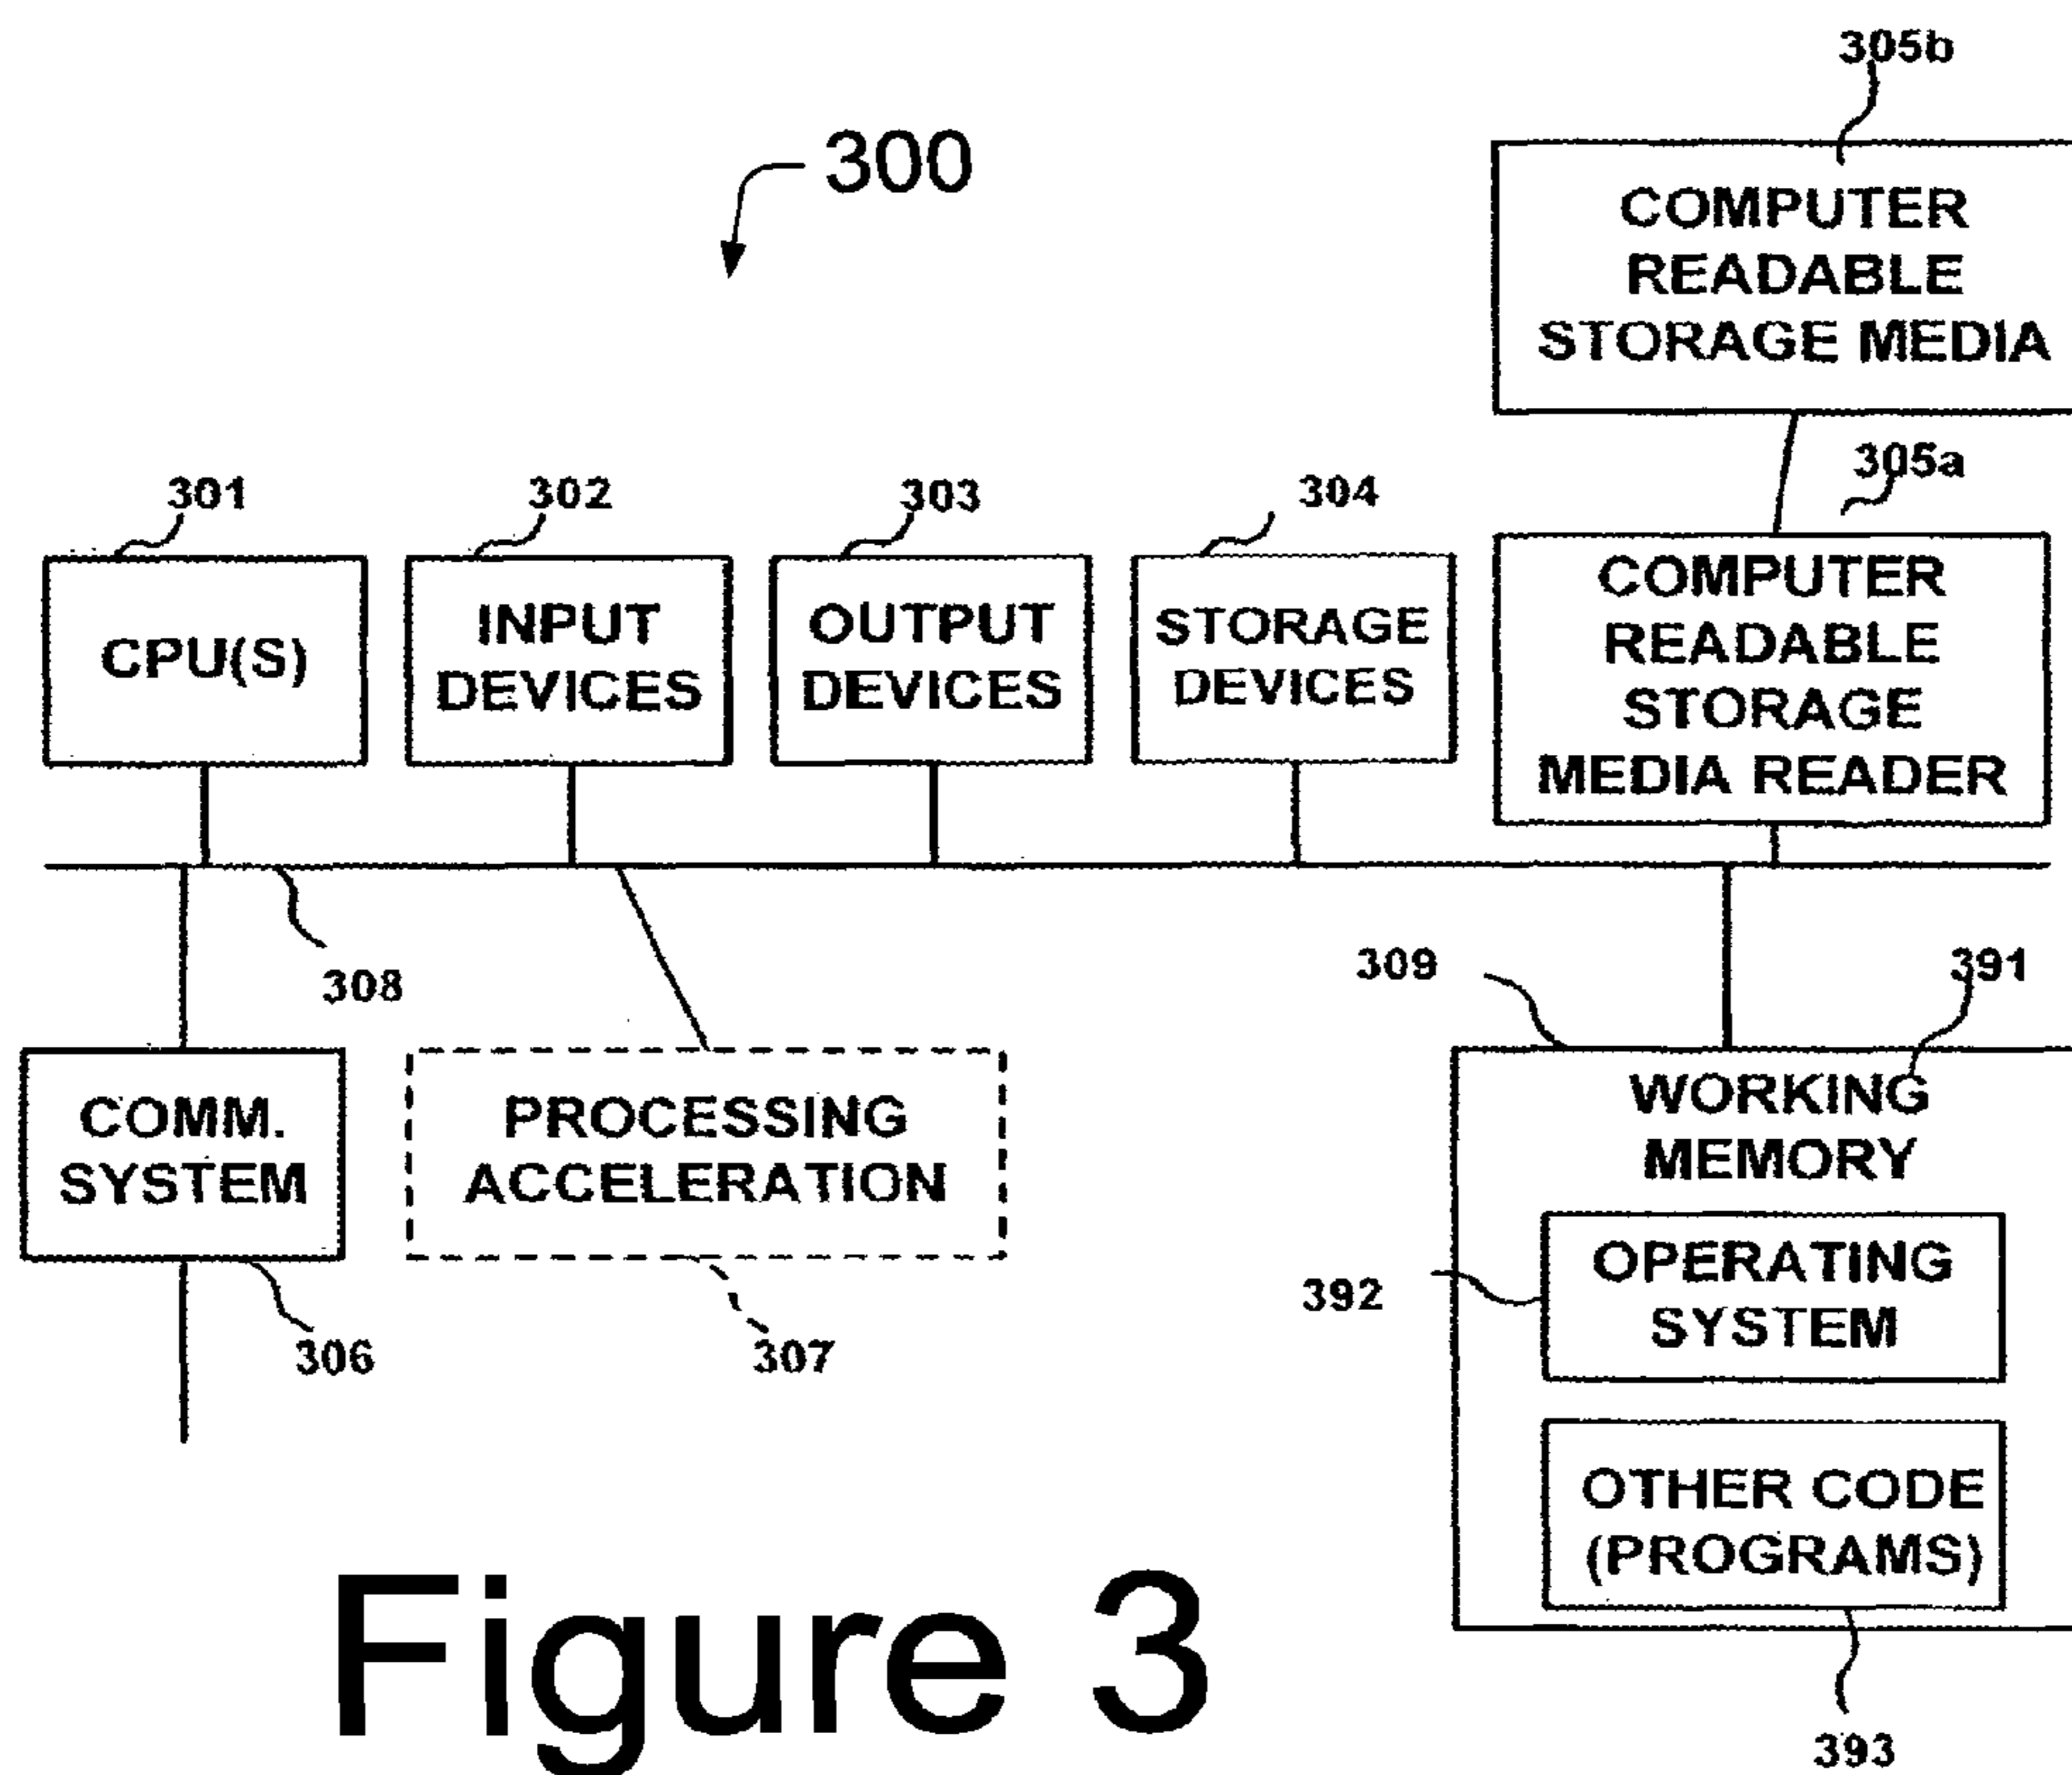 305b
300
COMPUTER
READABLE
STORAGE MEDIA
305a
301
302
303
304
CPU(S)
INPUT
DEVICES
OUTPUT
DEVICES
STORAGE
DEVICES
COMPUTER
READABLE
STORAGE
MEDIA READER
308
309
391
COMM.
SYSTEM
PROCESSING
ACCELERATION
WORKING
MEMORY
306
307
392
OPERATING
SYSTEM
OTHER CODE
(PROGRAMS)
393
Figure 3